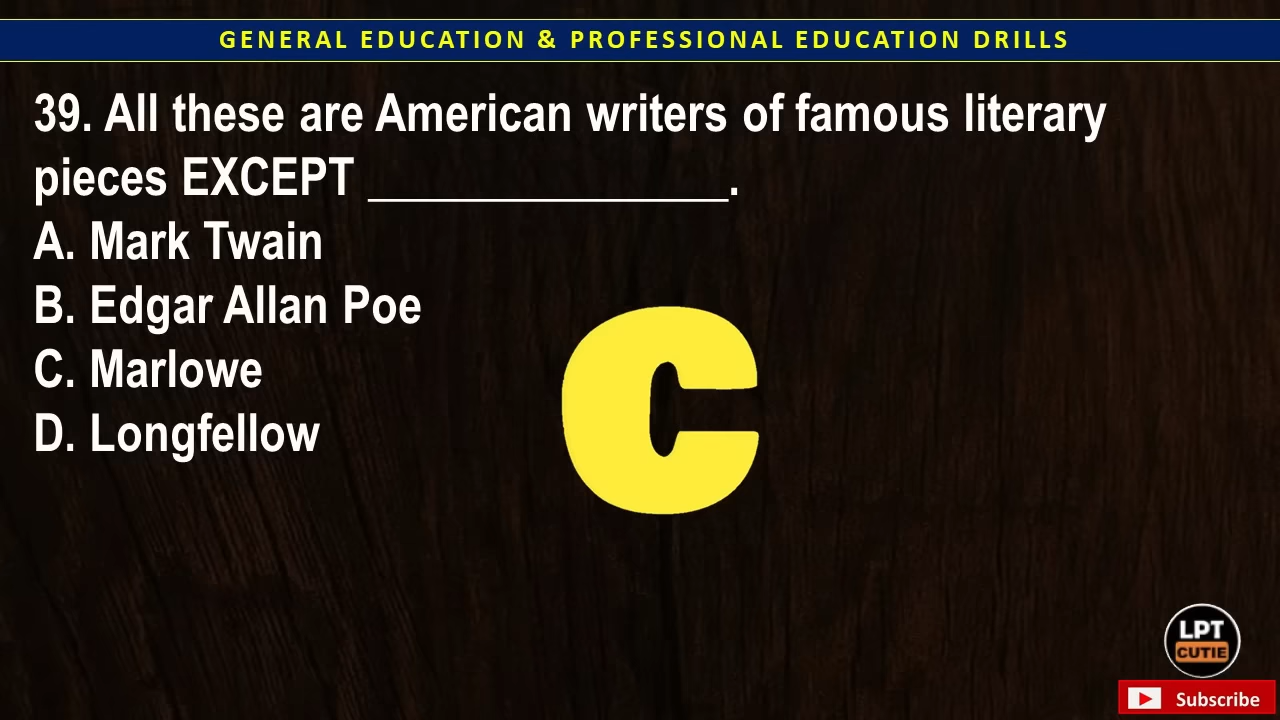 GENERAL EDUCATION & PROFESSIONAL EDUCATION DRILLS
39. All these are American writers of famous literary
pieces EXCEPT _______________.
A. Mark Twain
B. Edgar Allan Poe
C. Marlowe
D. Longfellow
C
LPT
CUTIE
Subscribe